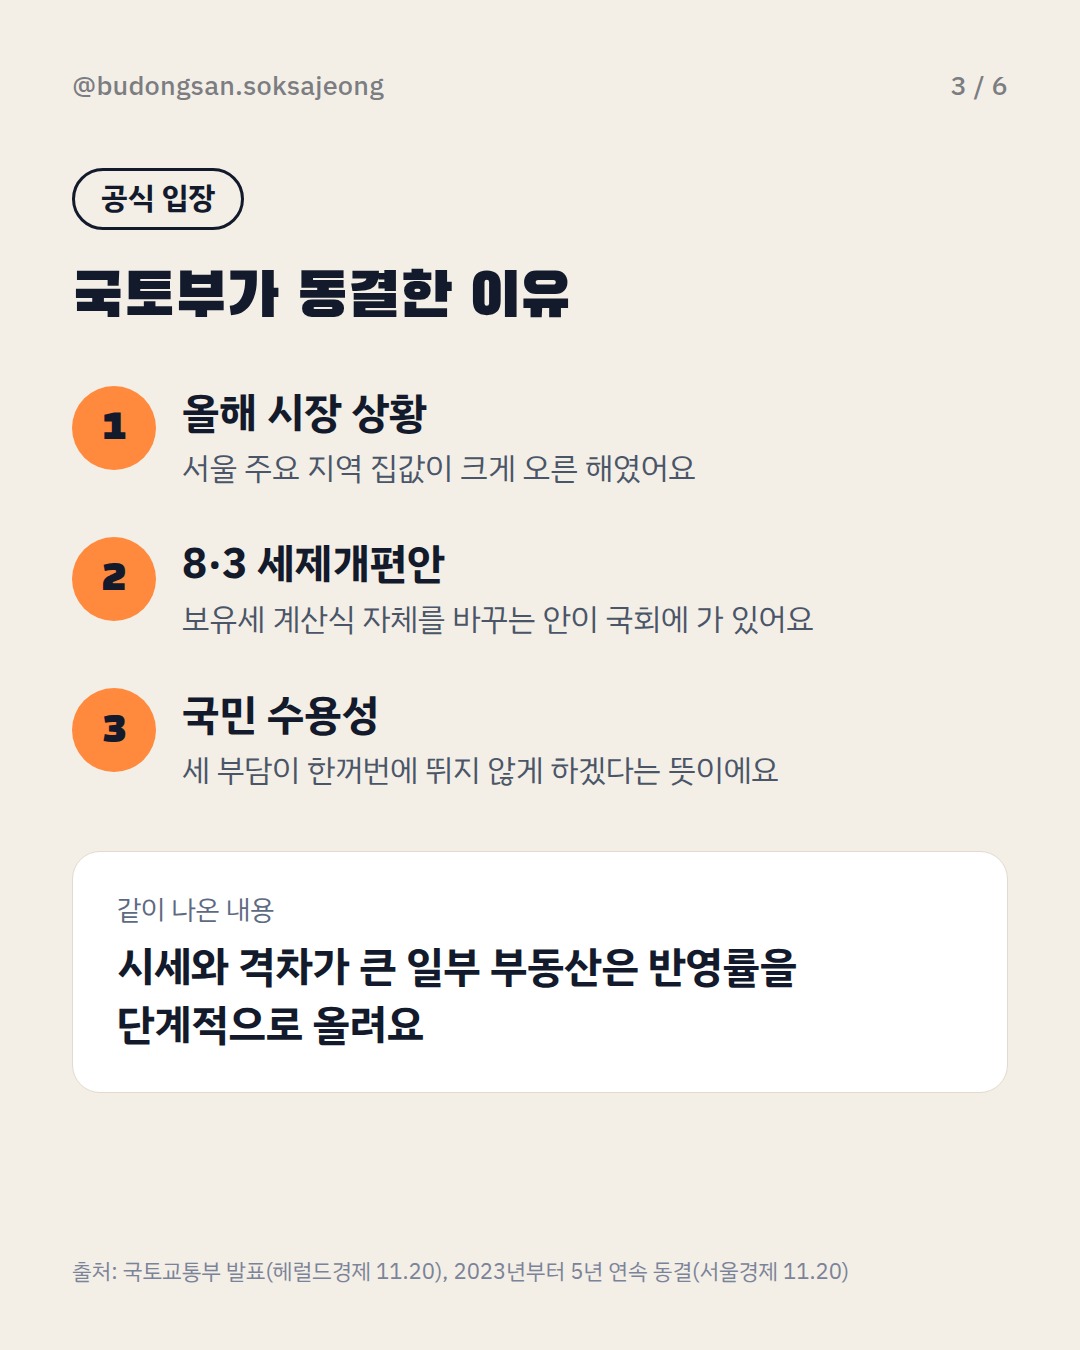 @budongsan.soksajeong
3 / 6
공식 입장
국토부가 동결한 이유
1
올해 시장 상황
서울 주요 지역 집값이 크게 오른 해였어요
2
8·3 세제개편안
보유세 계산식 자체를 바꾸는 안이 국회에 가 있어요
3
국민 수용성
세 부담이 한꺼번에 뛰지 않게 하겠다는 뜻이에요
같이 나온 내용
시세와 격차가 큰 일부 부동산은 반영률을
단계적으로 올려요
출처: 국토교통부 발표(헤럴드경제 11.20), 2023년부터 5년 연속 동결(서울경제 11.20)